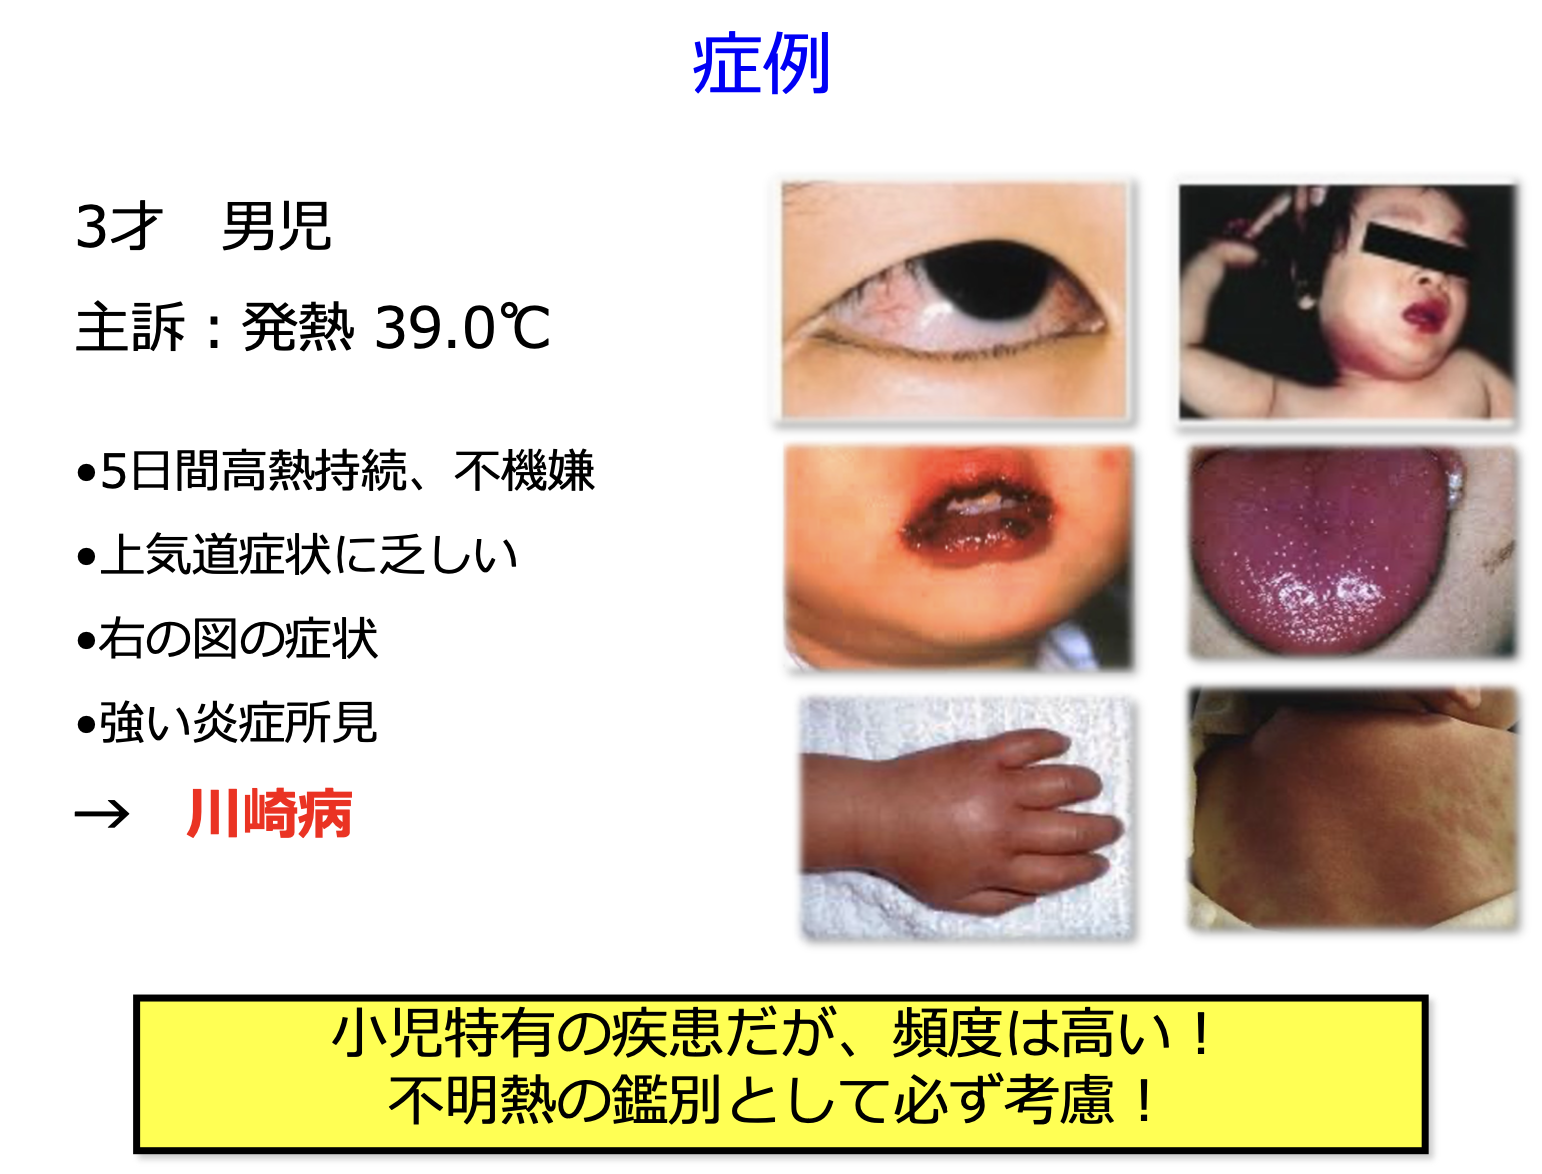 症例
3才　男児
主訴：発熱 39.0℃
•5日間高熱持続、不機嫌
•上気道症状に乏しい
•右の図の症状
•強い炎症所見
→　川崎病
小児特有の疾患だが、頻度は高い！
不明熱の鑑別として必ず考慮！